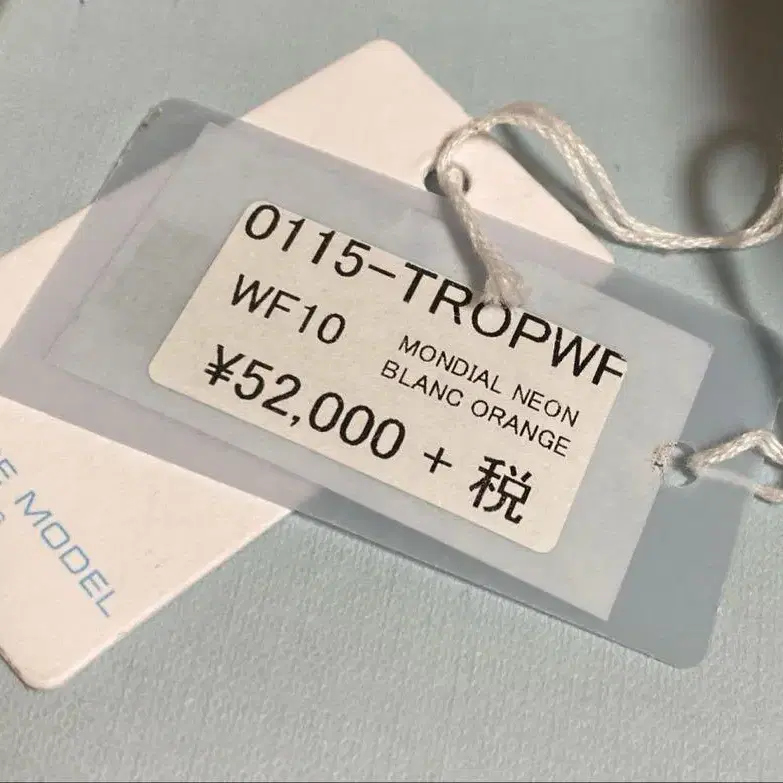 0115-TROPWF
WF10
MONDIAL NEON
BLANC ORANGE
¥52,000 + 税
MODEL